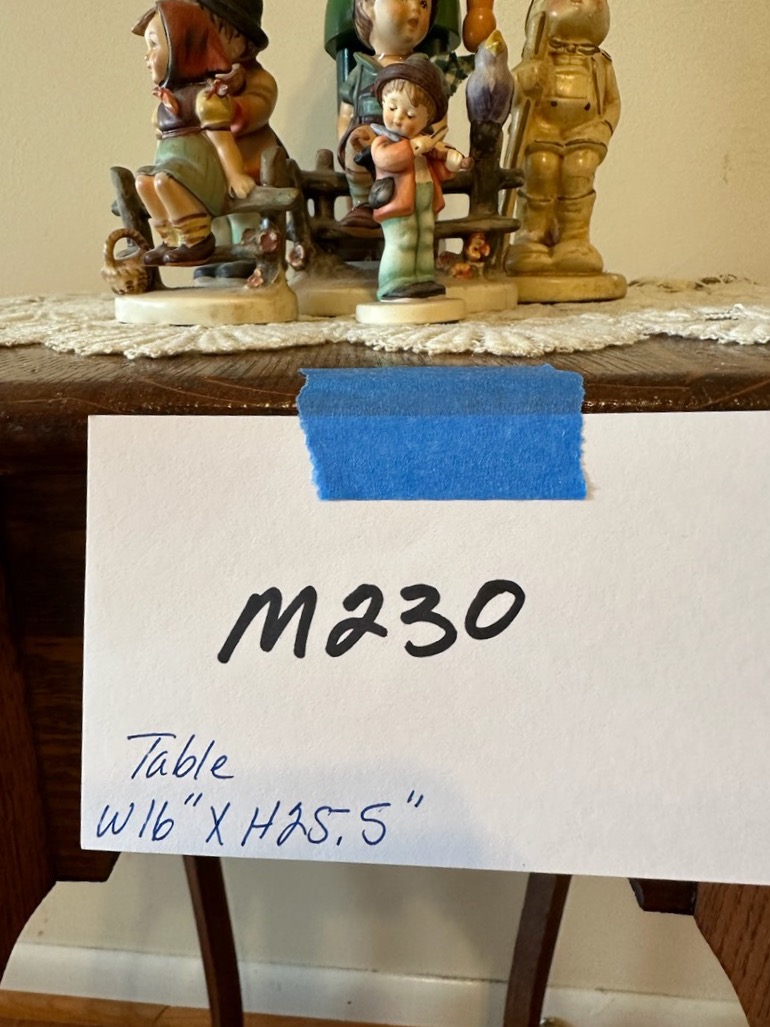 M230
Table
W16" X H25.5"